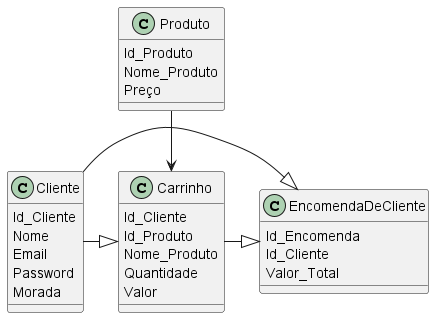 C Produto
Id_Produto
Nome_Produto
Preço
C Cliente
Id_Cliente
Nome
Email
Password
Morada
C Carrinho
Id_Cliente
Id_Produto
Nome_Produto
Quantidade
Valor
C EncomendaDeCliente
Id_Encomenda
Id_Cliente
Valor_Total